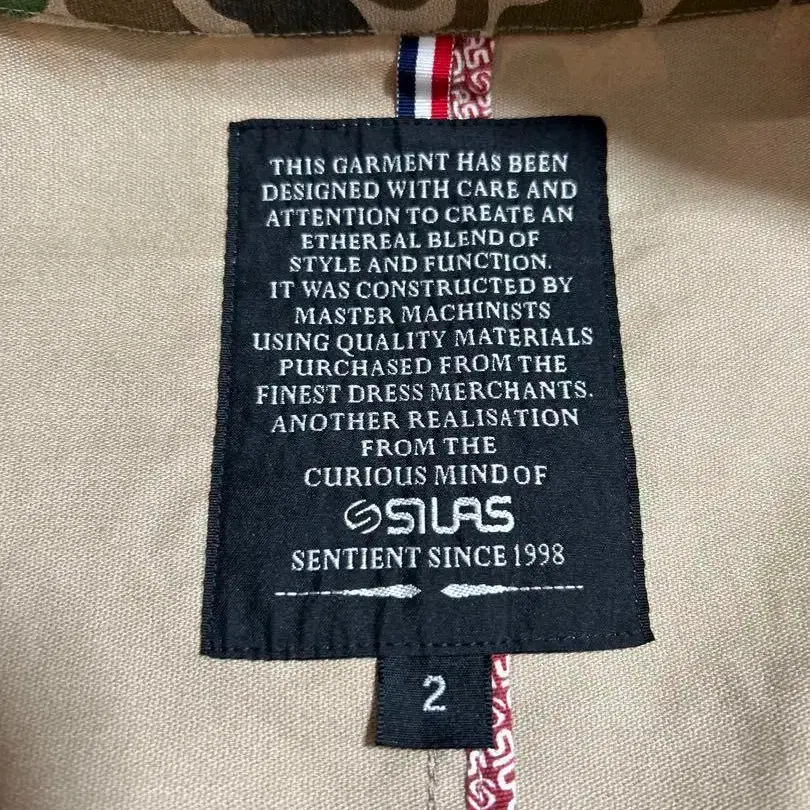 THIS GARMENT HAS BEEN
DESIGNED WITH CARE AND
ATTENTION TO CREATE AN
ETHEREAL BLEND OF
STYLE AND FUNCTION.
IT WAS CONSTRUCTED BY
MASTER MACHINISTS
USING QUALITY MATERIALS
PURCHASED FROM THE
FINEST DRESS MERCHANTS.
ANOTHER REALISATION
FROM THE
CURIOUS MIND OF
SILAS
SENTIENT SINCE 1998
2